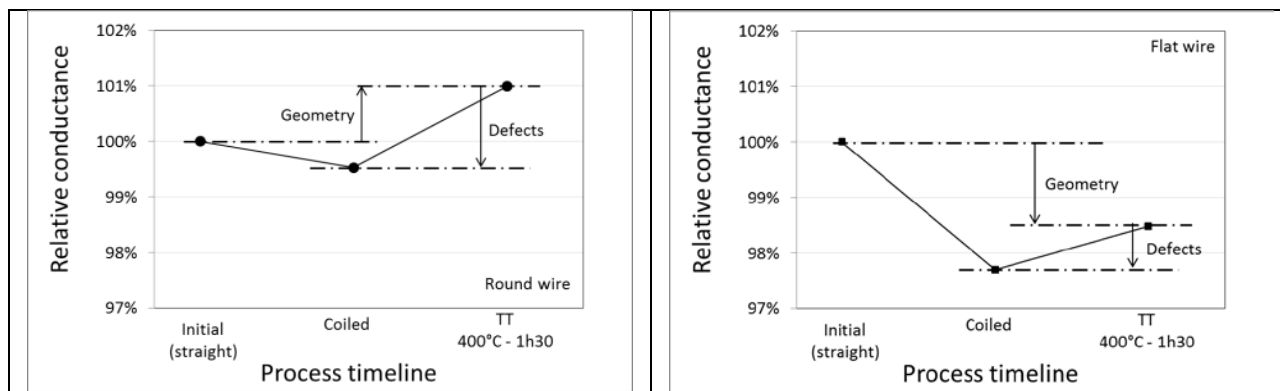 102%
101%
100%
99%
98%
97%
Relative conductance
Geometry
Defects
Round wire
Initial
(straight)
Coiled
TT
400°C - 1h30
Process timeline
102%
101%
100%
99%
98%
97%
Relative conductance
Flat wire
Geometry
Defects
Initial
(straight)
Coiled
TT
400°C - 1h30
Process timeline